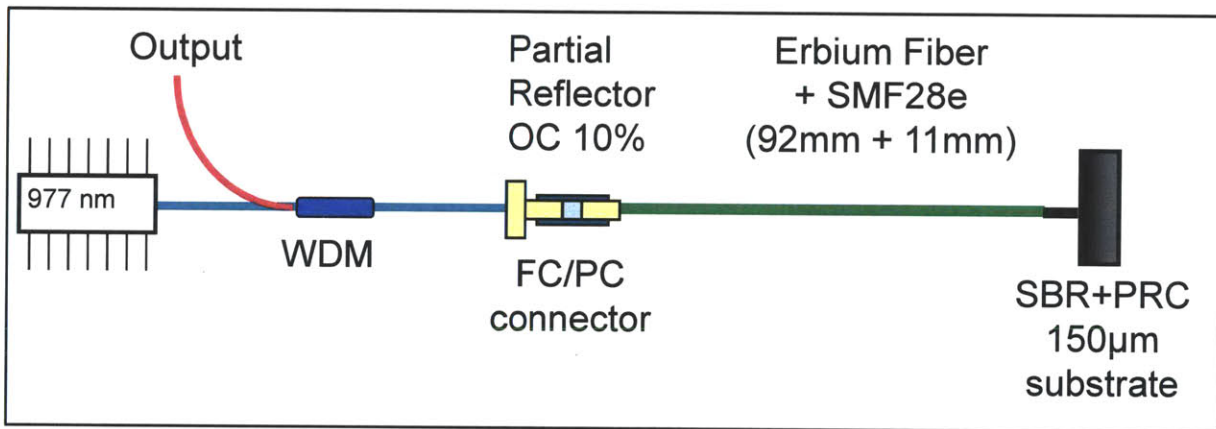 Output
Partial
Reflector
OC 10%
Erbium Fiber
+ SMF28e
(92mm + 11mm)
977 nm
WDM
FC/PC
connector
SBR+PRC
150µm
substrate